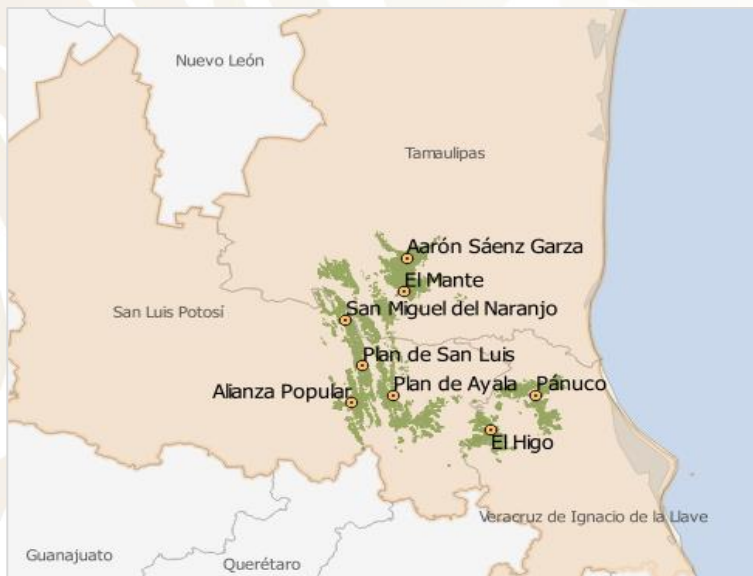 Nuevo León
Tamaulipas
Aarón Sáenz Garza
El Mante
San Luis Potosí
San Miguel del Naranjo
Plan de San Luis
Alianza Popular
Plan de Ayala
Pánuco
El Higo
Veracruz de Ignacio de la Llave
Guanajuato
Querétaro